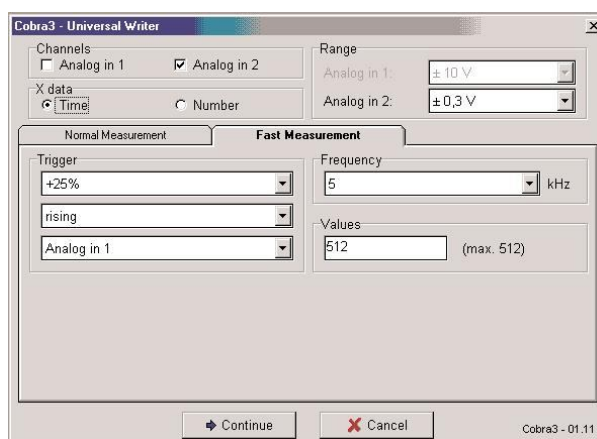 Cobra3 - Universal Writer
Channels
Analog in 1
Analog in 2
X data
Time
Number
Range
Analog in 1:
± 10 V
Analog in 2:
± 0,3 V
Normal Measurement
Fast Measurement
Trigger
+25%
rising
Analog in 1
Frequency
5
kHz
Values
512
(max. 512)
Continue
Cancel
Cobra3 - 01.11